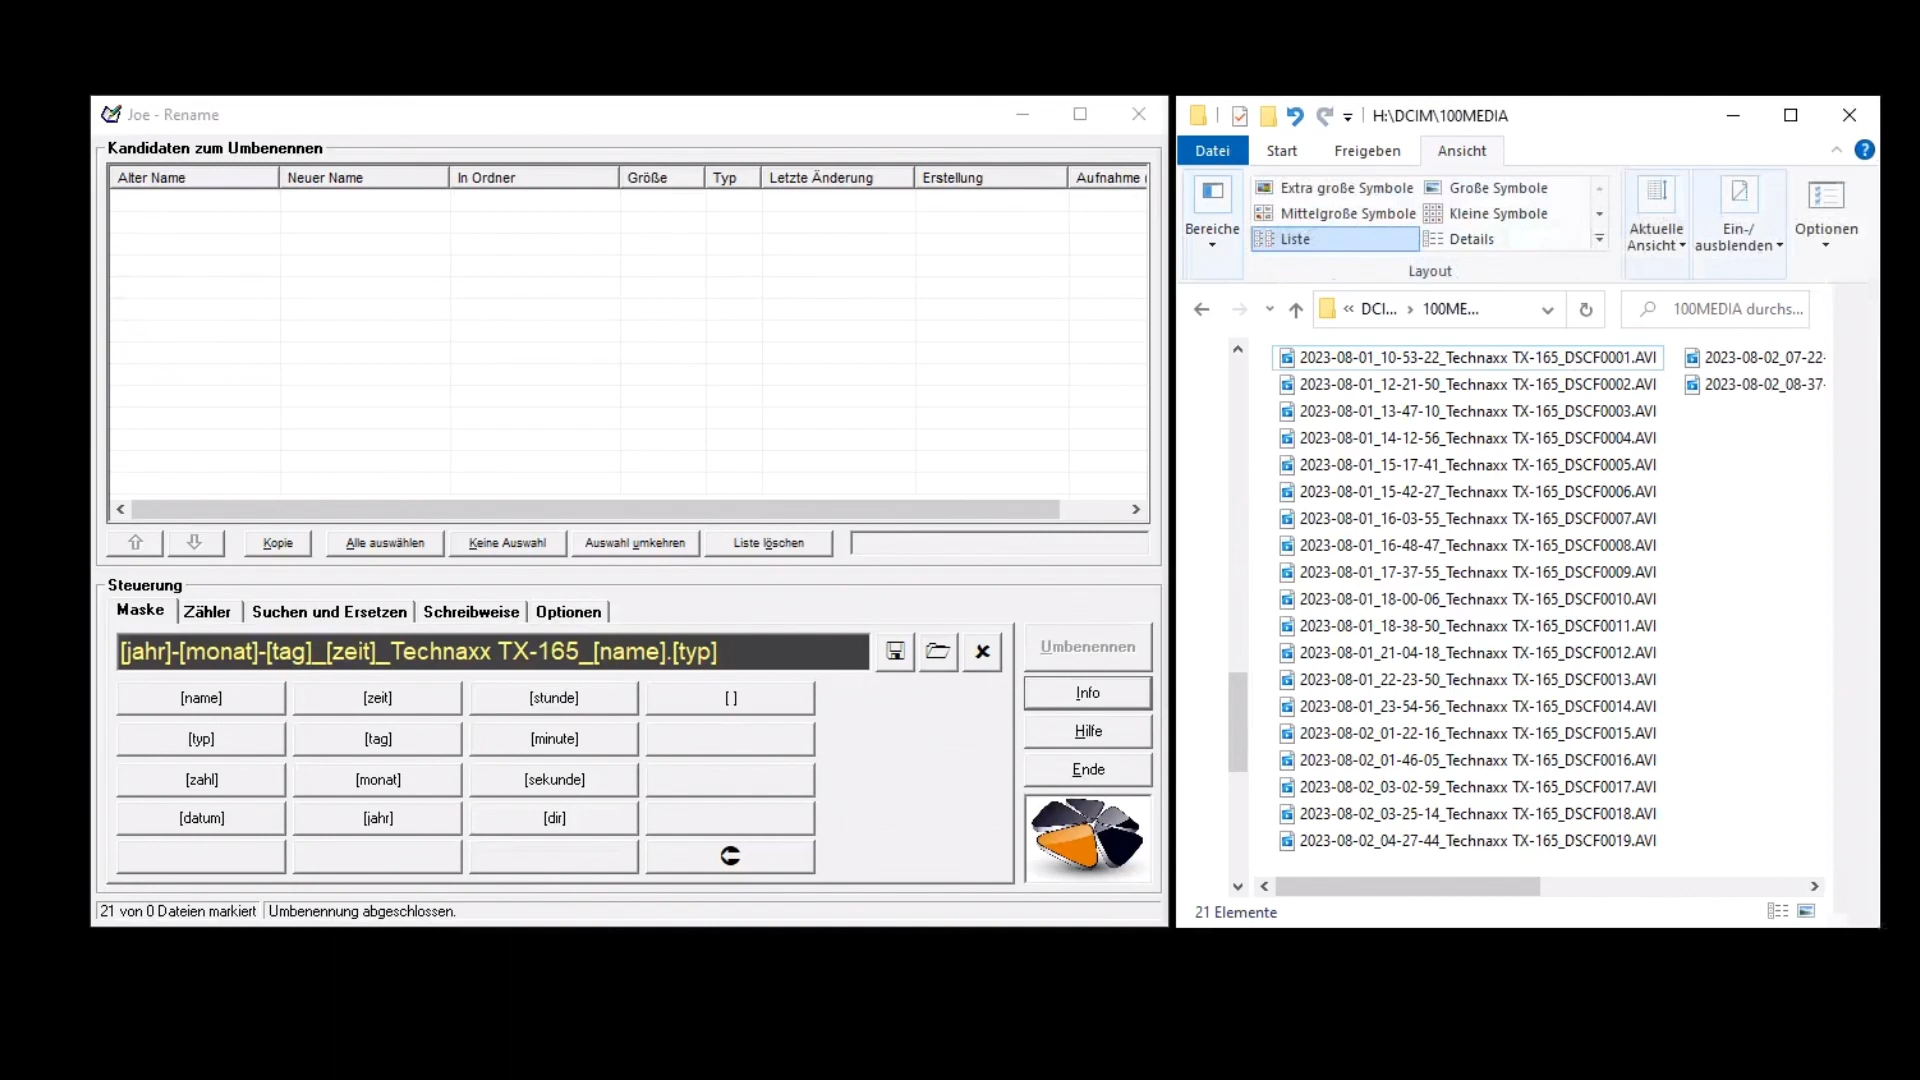 Joe - Rename
Kandidaten zum Umbenennen
Alter Name Neuer Name In Ordner Größe Typ Letzte Änderung Erstellung Aufnahme
Kopie Alle auswählen Keine Auswahl Auswahl umkehren Liste löschen
Steuerung
Maske Zähler Suchen und Ersetzen Schreibweise Optionen
[jahr]-[monat]-[tag]_[zeit]_Technaxx TX-165_[name].[typ]
Umbenennen
[name] [zeit] [stunde] [ ]
Info
[typ] [tag] [minute]
Hilfe
[zahl] [monat] [sekunde]
Ende
[datum] [jahr] [dir]
21 von 0 Dateien markiert Umbenennung abgeschlossen.
H:\DCIM\100MEDIA
Datei Start Freigeben Ansicht
Bereiche
Extra große Symbole Große Symbole
Mittelgroße Symbole Kleine Symbole
Liste Details
Layout
Aktuelle Ansicht
Ein-/ ausblenden
Optionen
« DCI... › 100ME...
100MEDIA durchs...
2023-08-01_10-53-22_Technaxx TX-165_DSCF0001.AVI
2023-08-01_12-21-50_Technaxx TX-165_DSCF0002.AVI
2023-08-01_13-47-10_Technaxx TX-165_DSCF0003.AVI
2023-08-01_14-12-56_Technaxx TX-165_DSCF0004.AVI
2023-08-01_15-17-41_Technaxx TX-165_DSCF0005.AVI
2023-08-01_15-42-27_Technaxx TX-165_DSCF0006.AVI
2023-08-01_16-03-55_Technaxx TX-165_DSCF0007.AVI
2023-08-01_16-48-47_Technaxx TX-165_DSCF0008.AVI
2023-08-01_17-37-55_Technaxx TX-165_DSCF0009.AVI
2023-08-01_18-00-06_Technaxx TX-165_DSCF0010.AVI
2023-08-01_18-38-50_Technaxx TX-165_DSCF0011.AVI
2023-08-01_21-04-18_Technaxx TX-165_DSCF0012.AVI
2023-08-01_22-23-50_Technaxx TX-165_DSCF0013.AVI
2023-08-01_23-54-56_Technaxx TX-165_DSCF0014.AVI
2023-08-02_01-22-16_Technaxx TX-165_DSCF0015.AVI
2023-08-02_01-46-05_Technaxx TX-165_DSCF0016.AVI
2023-08-02_03-02-59_Technaxx TX-165_DSCF0017.AVI
2023-08-02_03-25-14_Technaxx TX-165_DSCF0018.AVI
2023-08-02_04-27-44_Technaxx TX-165_DSCF0019.AVI
2023-08-02_07-22-
2023-08-02_08-37-
21 Elemente